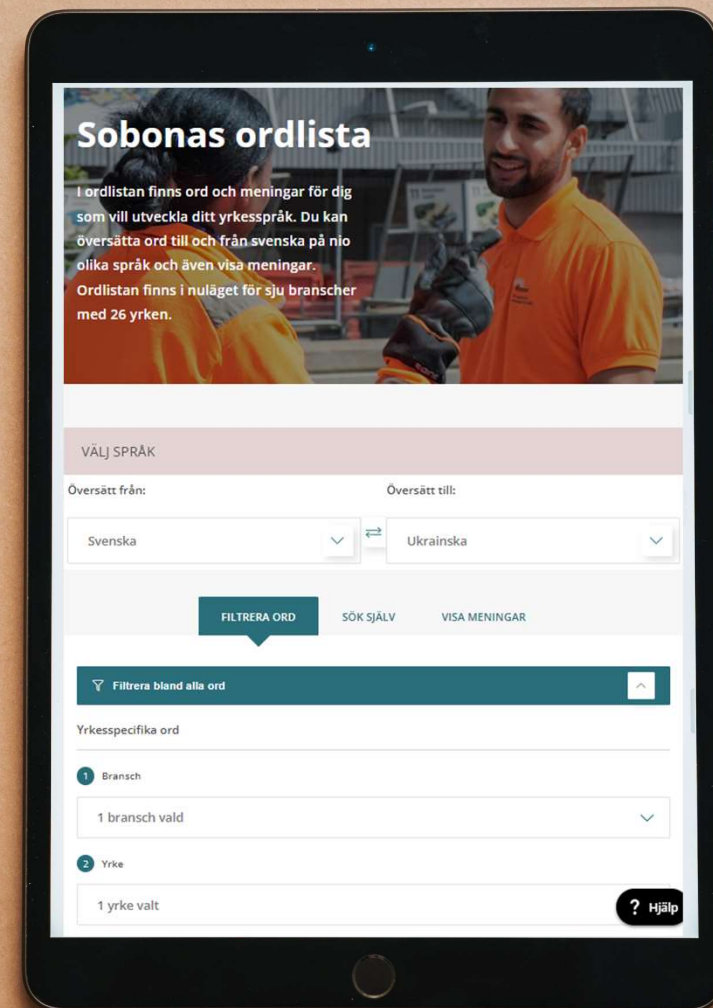 Sobonas ordlista
I ordlistan finns ord och meningar för dig
som vill utveckla ditt yrkesspråk. Du kan
översätta ord till och från svenska på nio
olika språk och även visa meningar.
Ordlistan finns i nuläget för sju branscher
med 26 yrken.
VÄLJ SPRÅK
Översätt från: Översätt till:
Svenska Ukrainska
FILTRERA ORD SÖK SJÄLV VISA MENINGAR
Filtrera bland alla ord
Yrkesspecifika ord
1 Bransch
1 bransch vald
2 Yrke
1 yrke valt
? Hjälp